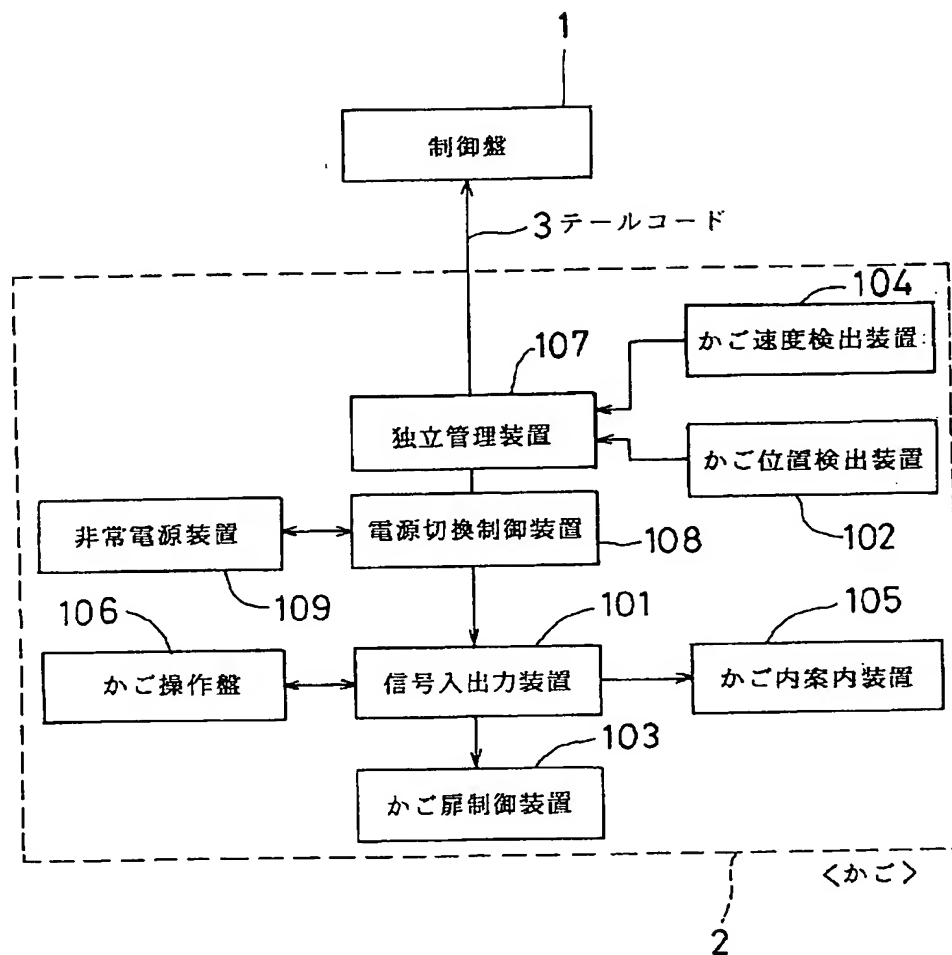 1
制御盤
3テールコード
104
かご速度検出装置
107
独立管理装置
かご位置検出装置
102
非常電源装置
109
電源切換制御装置
108
106
かご操作盤
101
信号入出力装置
105
かご内案内装置
103
かご扉制御装置
<かご>
2